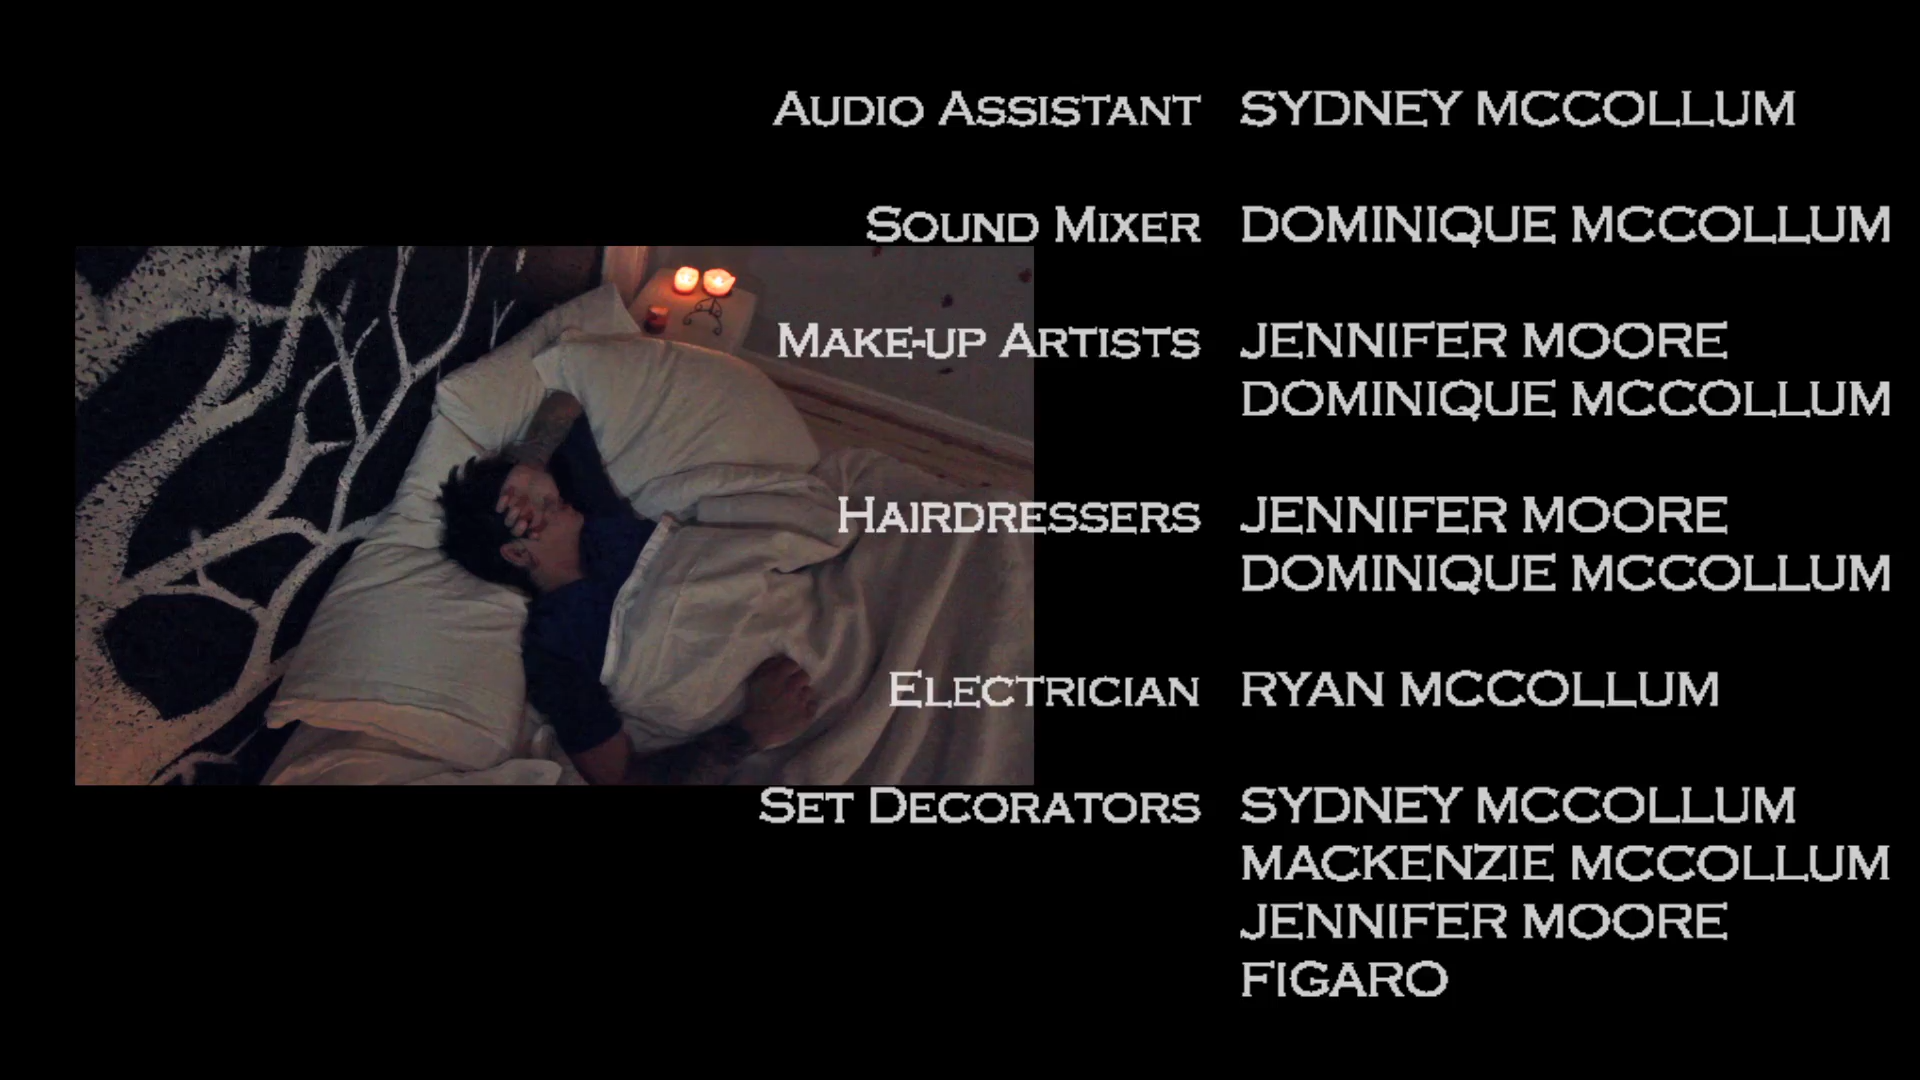 AUDIO ASSISTANT SYDNEY MCCOLLUM
SOUND MIXER DOMINIQUE MCCOLLUM
MAKE-UP ARTISTS JENNIFER MOORE
DOMINIQUE MCCOLLUM
HAIRDRESSERS JENNIFER MOORE
DOMINIQUE MCCOLLUM
ELECTRICIAN RYAN MCCOLLUM
SET DECORATORS SYDNEY MCCOLLUM
MACKENZIE MCCOLLUM
JENNIFER MOORE
FIGARO